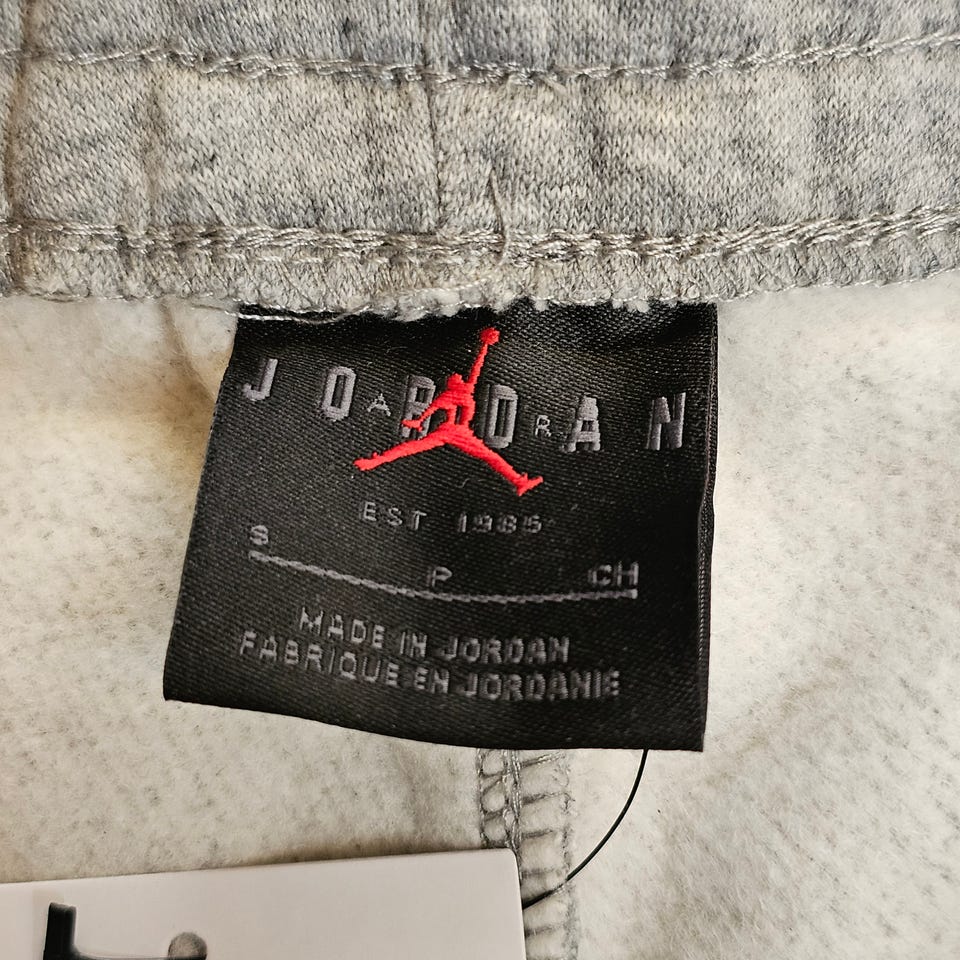 JORDAN
AIR
EST 1985
S P CH
MADE IN JORDAN
FABRIQUE EN JORDANIE